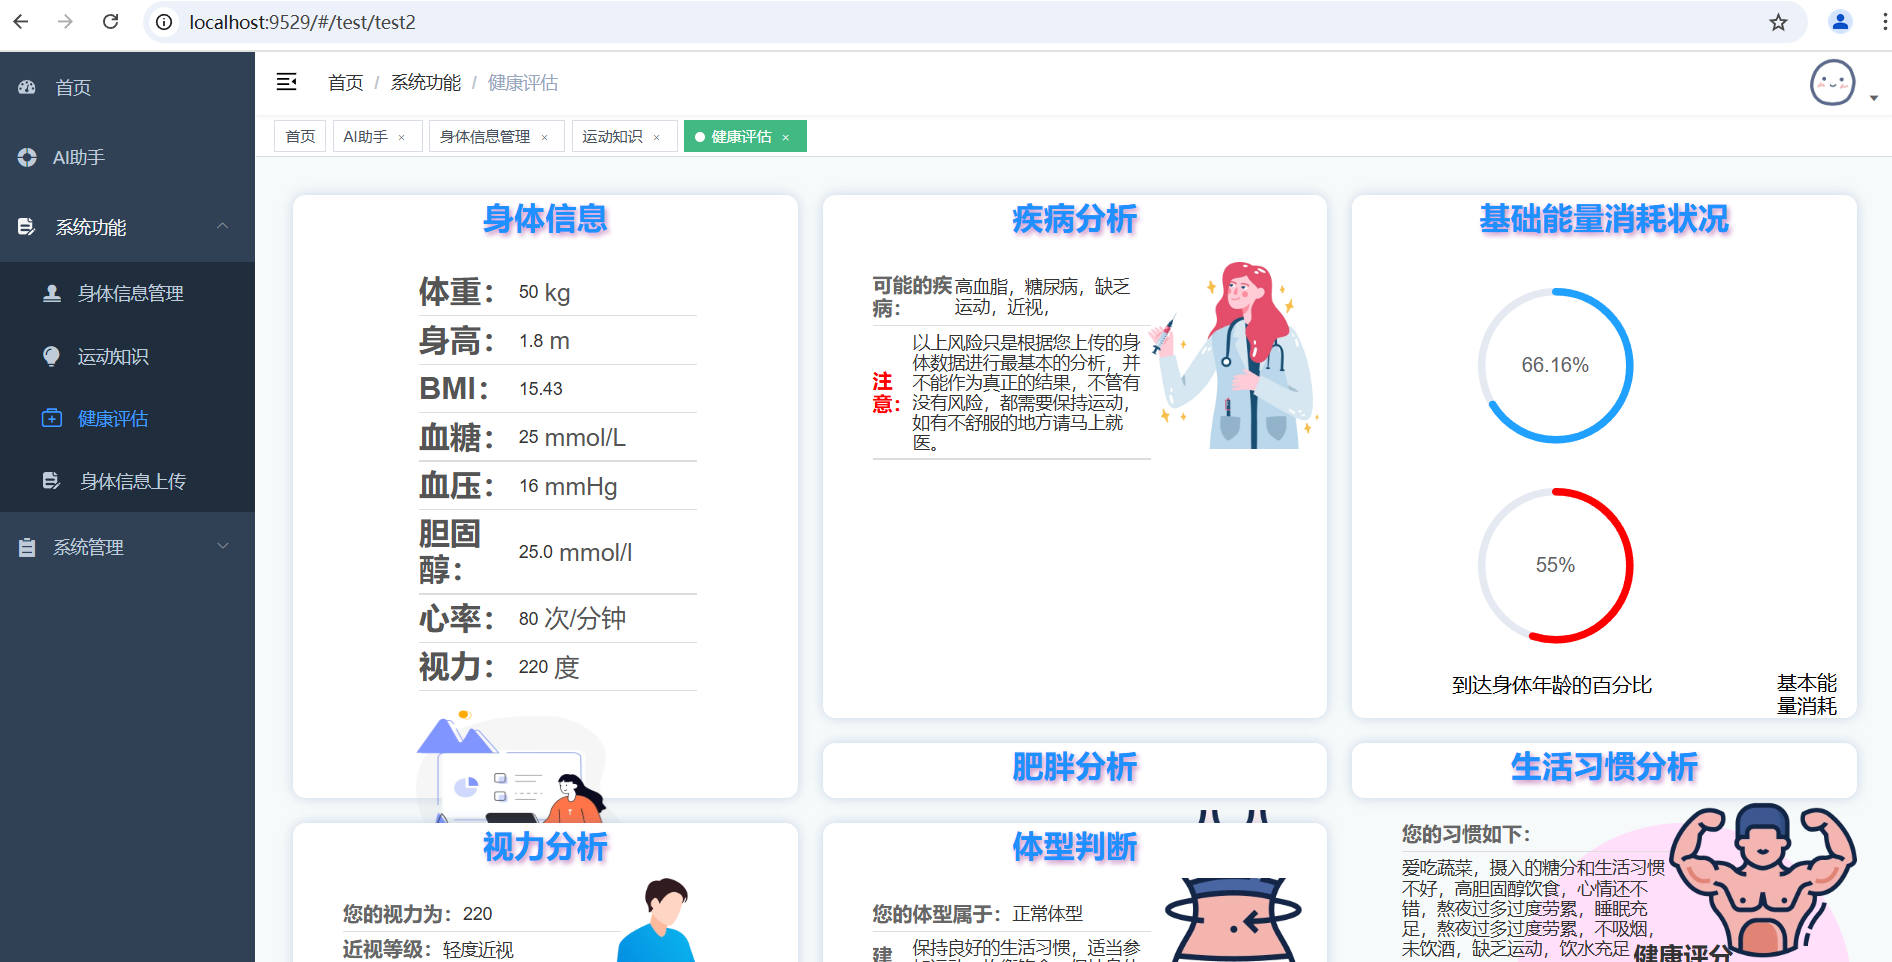 localhost:9529/#/test/test2
首页
AI助手
系统功能
身体信息管理
运动知识
健康评估
身体信息上传
系统管理
首页 / 系统功能 / 健康评估
首页 AI助手 × 身体信息管理 × 运动知识 × 健康评估 ×
身体信息
体重： 50 kg
身高： 1.8 m
BMI： 15.43
血糖： 25 mmol/L
血压： 16 mmHg
胆固
醇： 25.0 mmol/l
心率： 80 次/分钟
视力： 220 度
疾病分析
可能的疾
病：
高血脂，糖尿病，缺乏
运动，近视，
注
意：
以上风险只是根据您上传的身
体数据进行最基本的分析，并
不能作为真正的结果，不管有
没有风险，都需要保持运动，
如有不舒服的地方请马上就
医。
基础能量消耗状况
66.16%
55%
到达身体年龄的百分比
基本能
量消耗
肥胖分析
生活习惯分析
您的习惯如下：
爱吃蔬菜，摄入的糖分和生活习惯
不好，高胆固醇饮食，心情还不
错，熬夜过多过度劳累，睡眠充
足，熬夜过多过度劳累，不吸烟，
未饮酒，缺乏运动，饮水充足
健康评分
视力分析
您的视力为：220
近视等级：轻度近视
体型判断
您的体型属于：正常体型
建
保持良好的生活习惯，适当参